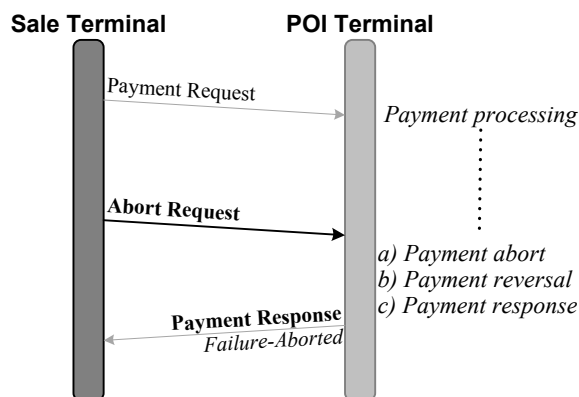 Sale Terminal
POI Terminal
Payment Request
Payment processing
Abort Request
a) Payment abort
b) Payment reversal
c) Payment response
Payment Response
Failure-Aborted